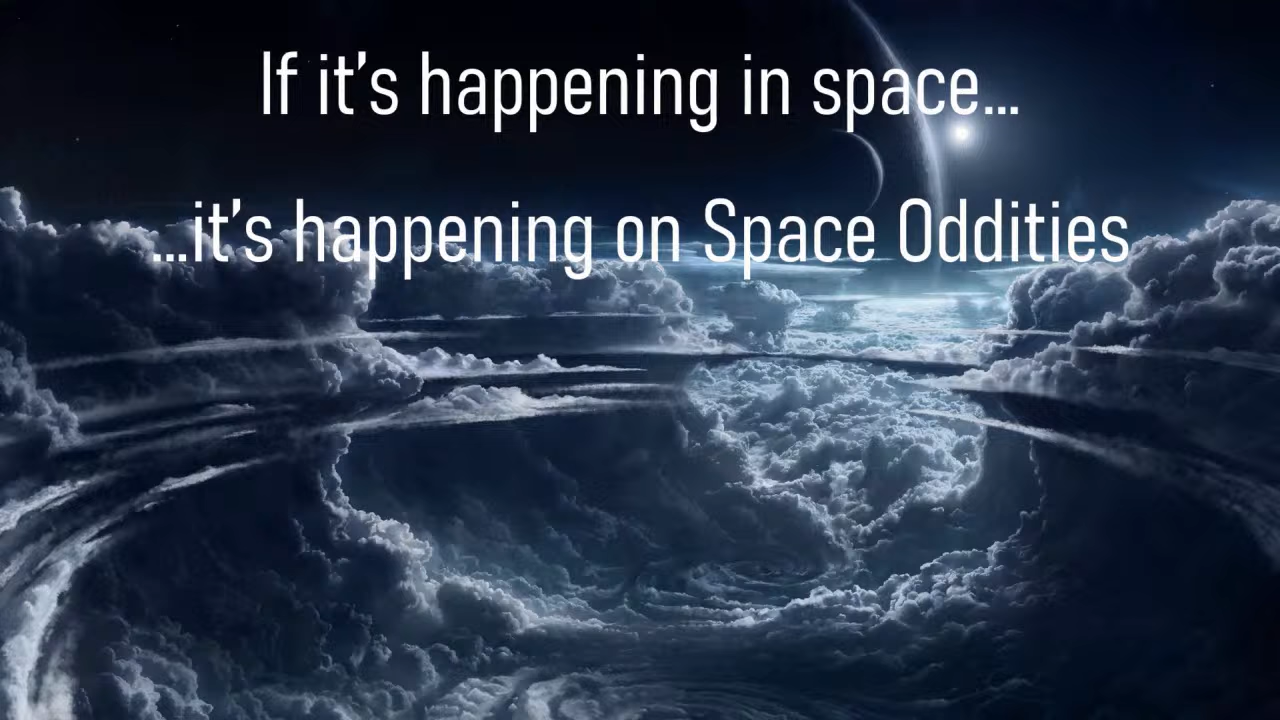 If it’s happening in space...
...it’s happening on Space Oddities